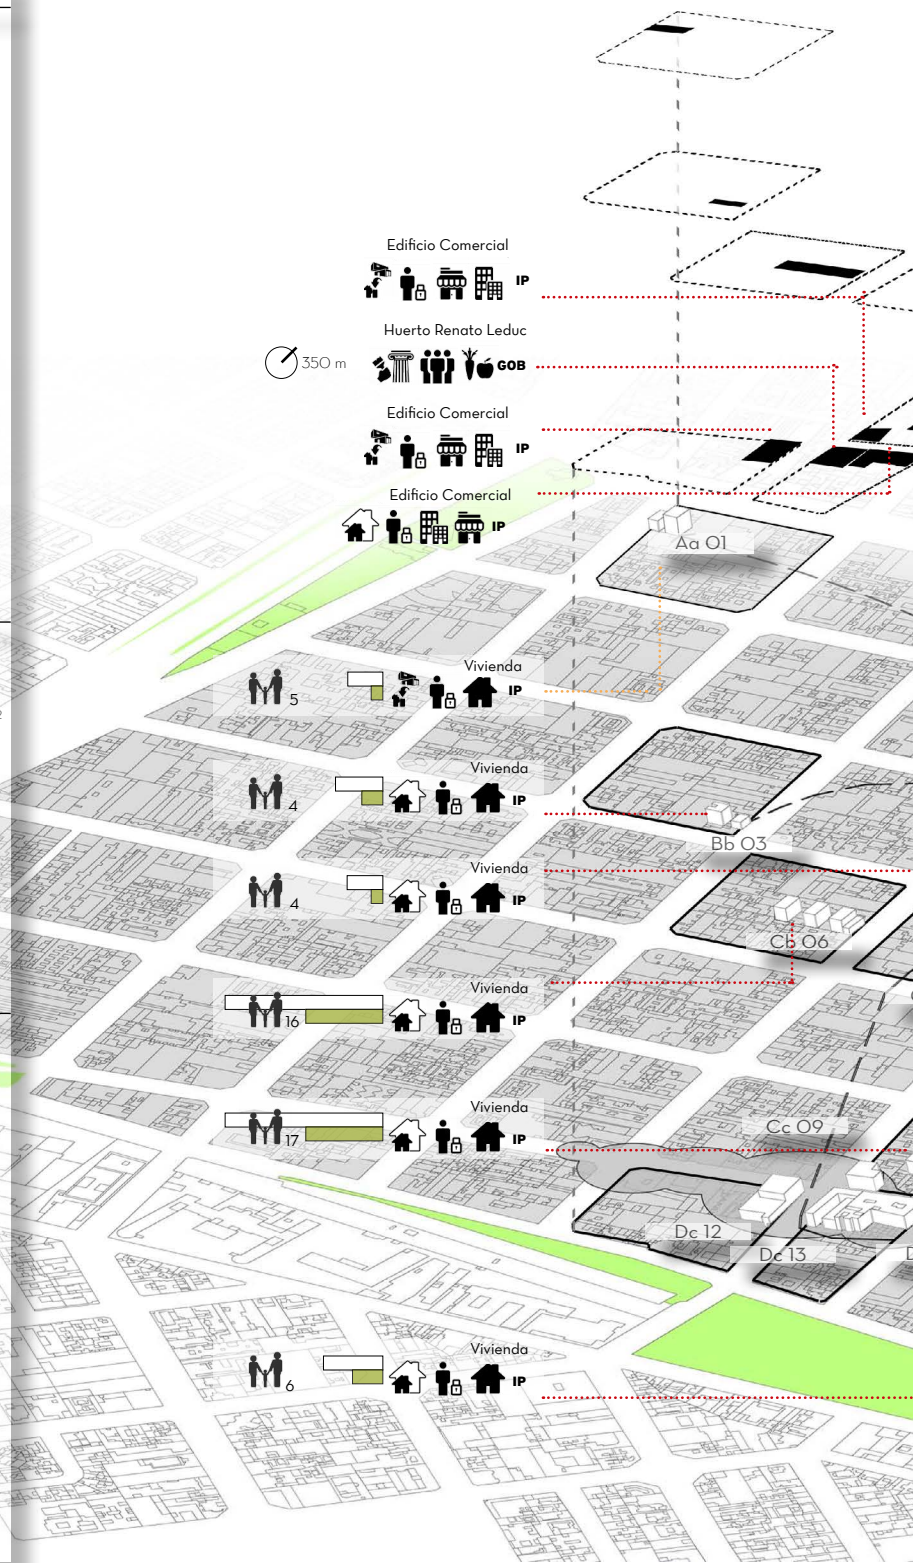 Edificio Comercial
IP
Huerto Renato Leduc
350 m
GOB
Edificio Comercial
IP
Edificio Comercial
IP
Aa 01
Vivienda
5
IP
Vivienda
4
IP
Bb 03
Vivienda
4
IP
Cb 06
Vivienda
16
IP
Vivienda
17
IP
Cc 09
Dc 12
Dc 13
D
Vivienda
6
IP